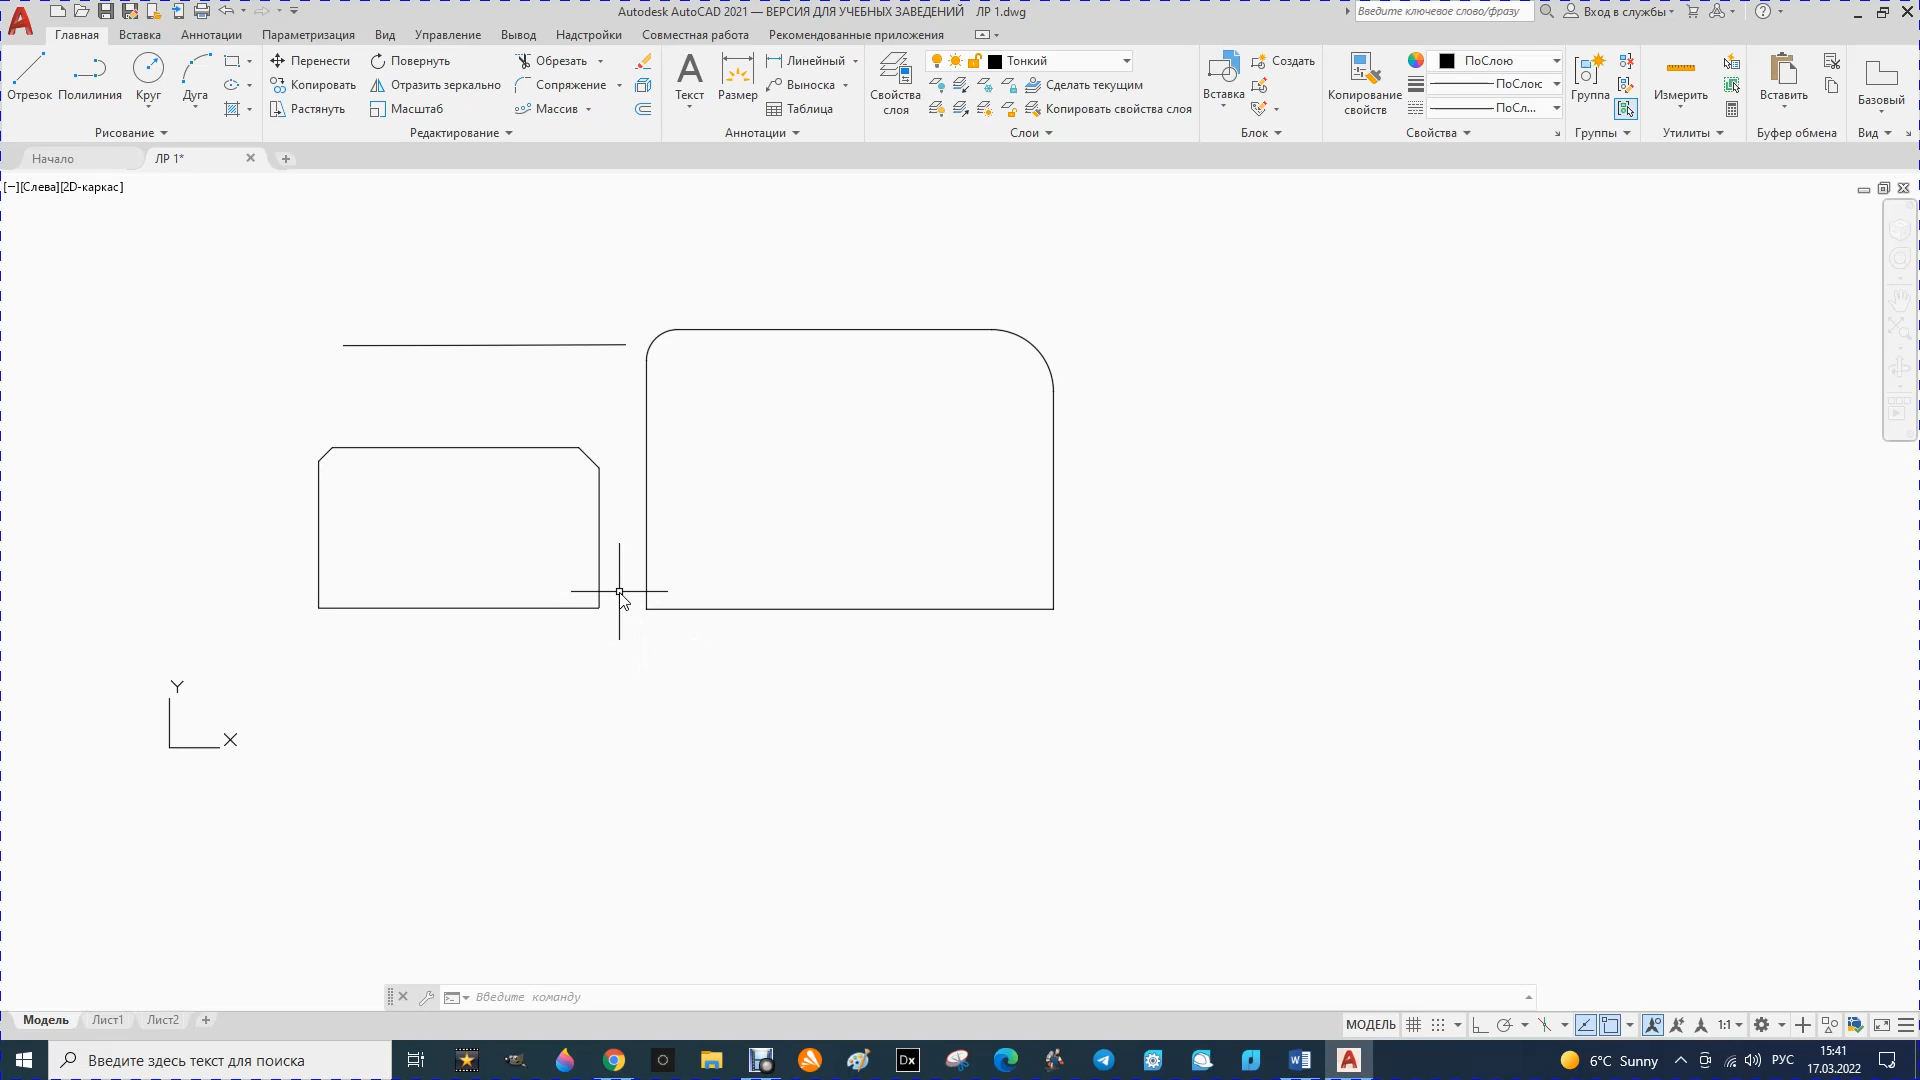 Autodesk AutoCAD 2021 — ВЕРСИЯ ДЛЯ УЧЕБНЫХ ЗАВЕДЕНИЙ ЛР 1.dwg
Введите ключевое слово/фразу
Вход в службы
Главная Вставка Аннотации Параметризация Вид Управление Вывод Надстройки Совместная работа Рекомендованные приложения
Отрезок Полилиния Круг Дуга
Рисование
Перенести Повернуть Обрезать
Копировать Отразить зеркально Сопряжение
Растянуть Масштаб Массив
Редактирование
Текст Размер
Линейный
Выноска
Таблица
Аннотации
Свойства слоя
Тонкий
Сделать текущим
Копировать свойства слоя
Слои
Вставка
Создать
Блок
Копирование свойств
ПоСлою
ПоСлою
ПоСл...
Свойства
Группа
Группы
Измерить
Утилиты
Вставить
Буфер обмена
Базовый
Вид
Начало ЛР 1*
[−][Слева][2D-каркас]
Y
X
Введите команду
Модель Лист1 Лист2
МОДЕЛЬ 1:1
Введите здесь текст для поиска
Dx
6°C Sunny
РУС
15:41
17.03.2022